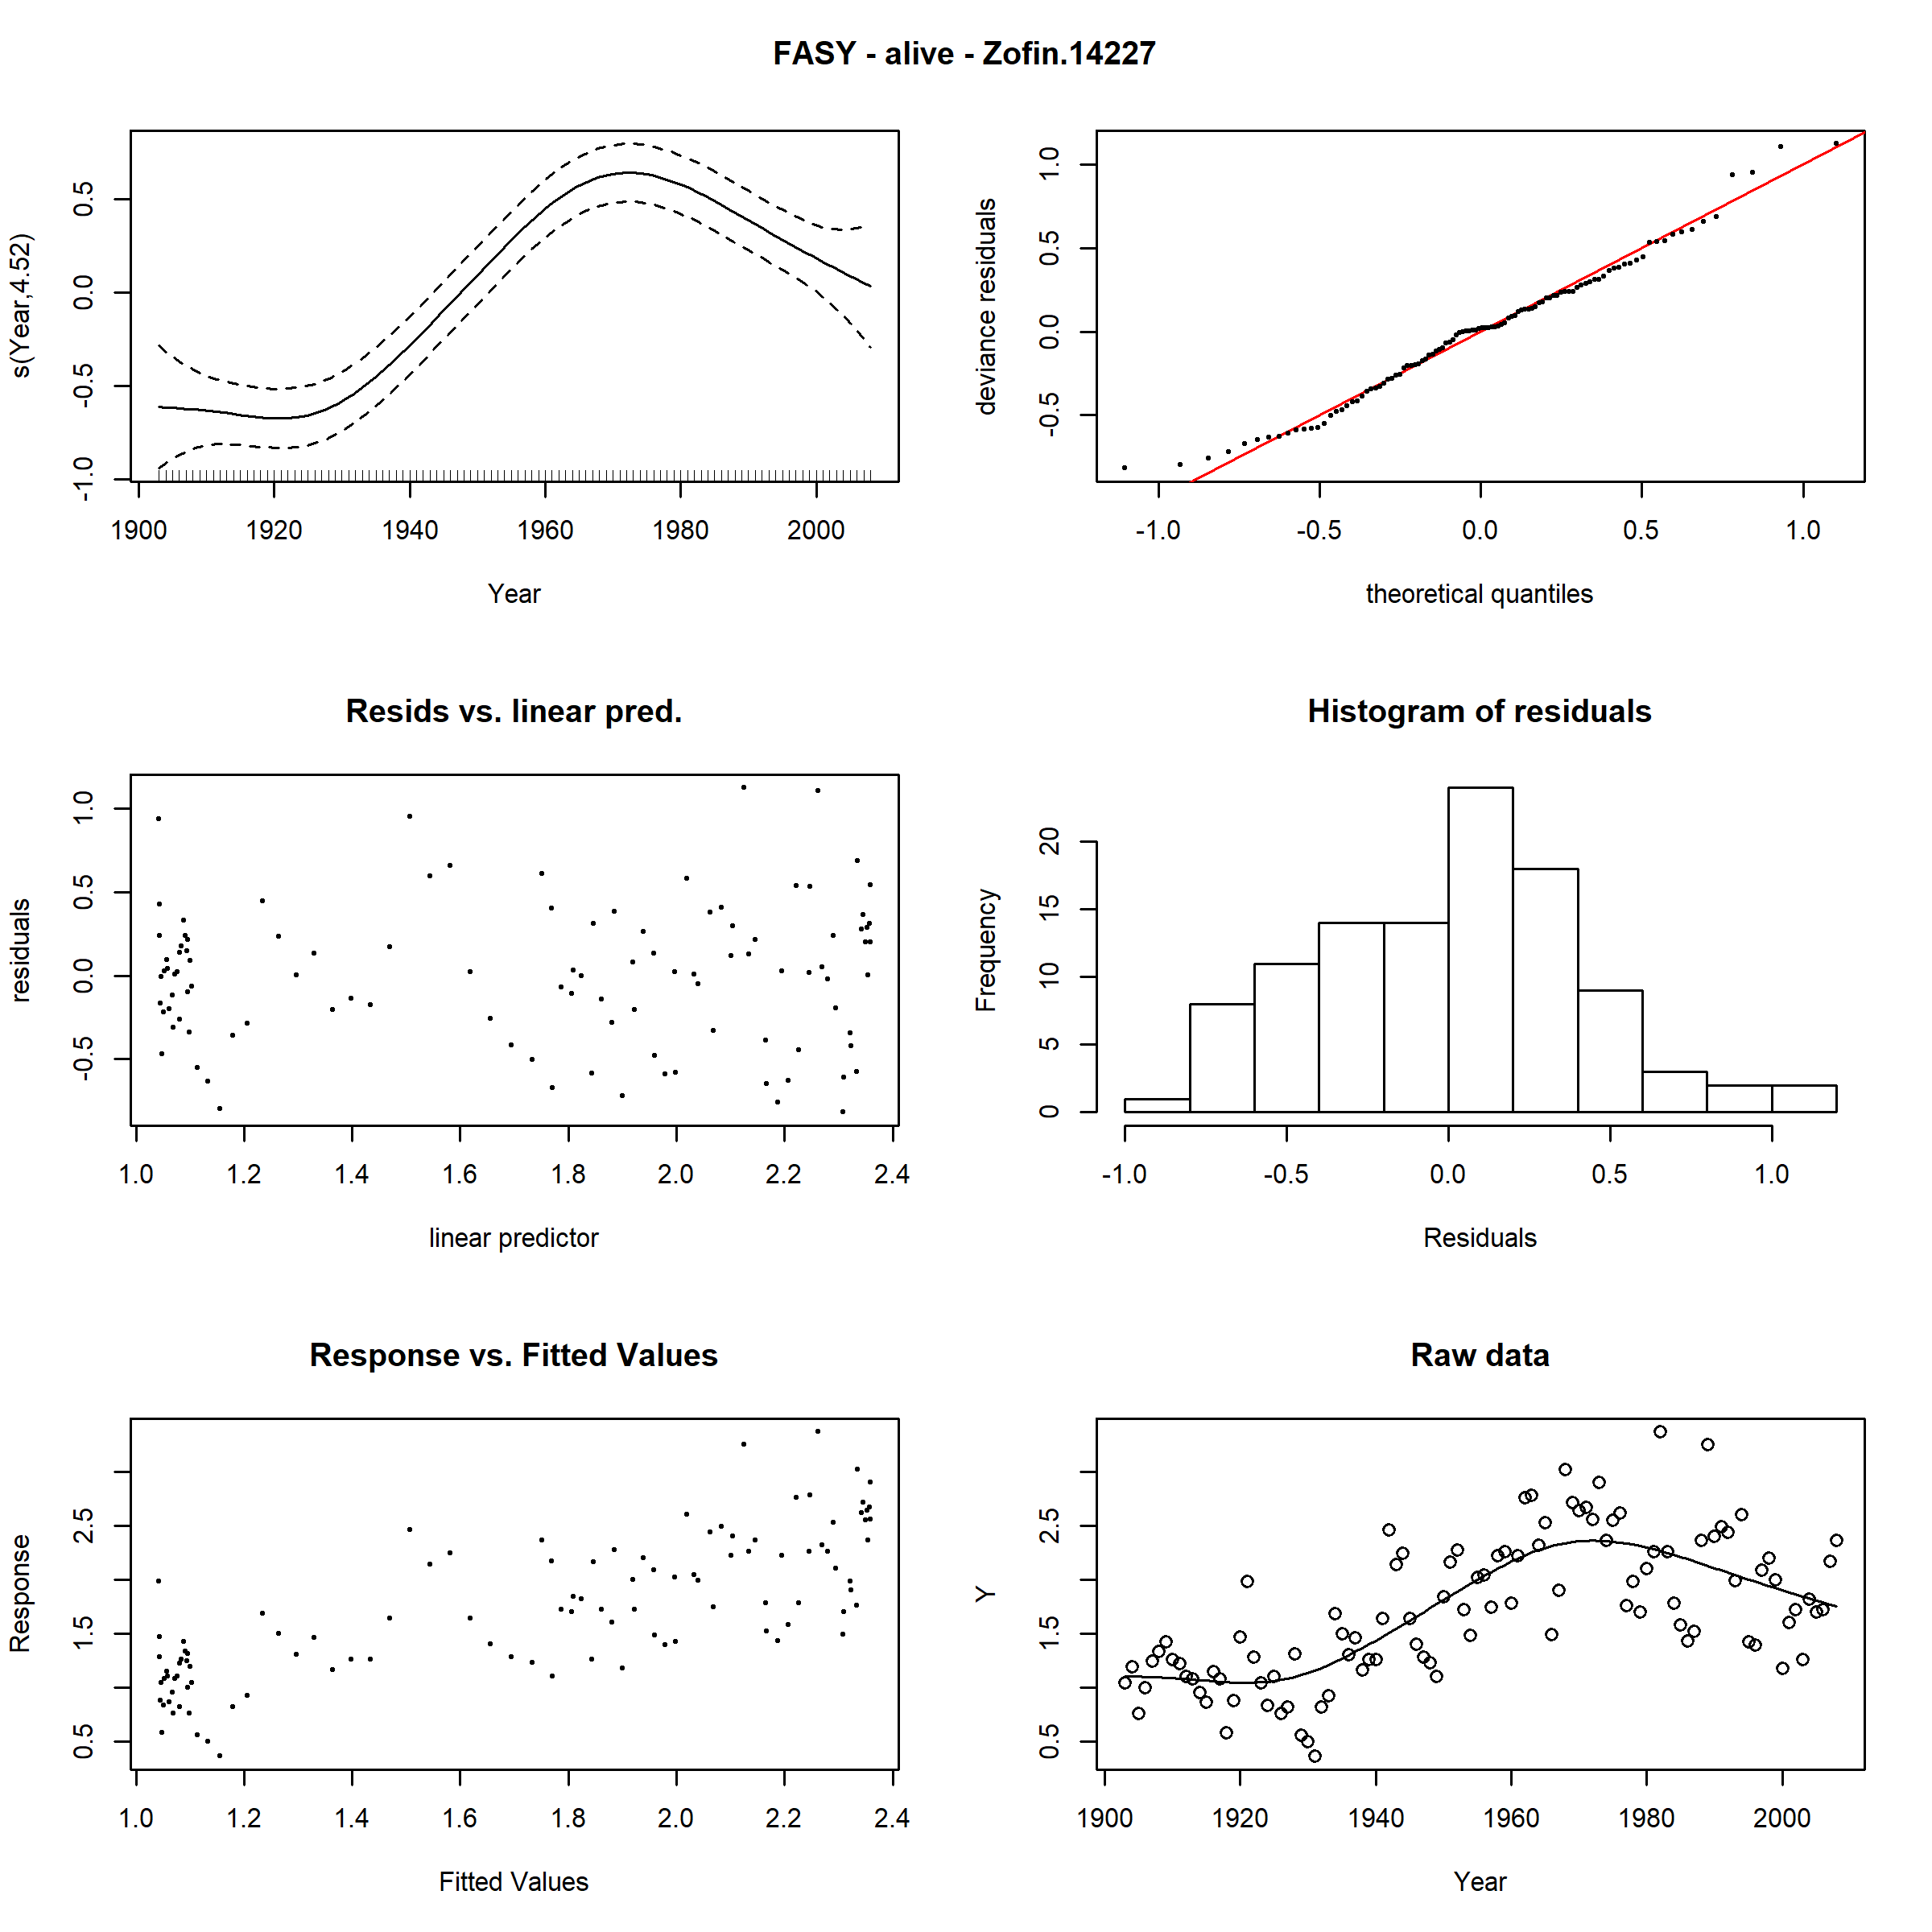 FASY - alive - Zofin.14227
s(Year,4.52)
-1.0 -0.5 0.0 0.5
1900 1920 1940 1960 1980 2000
Year
deviance residuals
-0.5 0.0 0.5 1.0
-1.0 -0.5 0.0 0.5 1.0
theoretical quantiles
Resids vs. linear pred.
residuals
-0.5 0.0 0.5 1.0
1.0 1.2 1.4 1.6 1.8 2.0 2.2 2.4
linear predictor
Histogram of residuals
Frequency
0 5 10 15 20
-1.0 -0.5 0.0 0.5 1.0
Residuals
Response vs. Fitted Values
Response
0.5 1.5 2.5
1.0 1.2 1.4 1.6 1.8 2.0 2.2 2.4
Fitted Values
Raw data
Y
0.5 1.5 2.5
1900 1920 1940 1960 1980 2000
Year